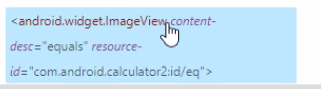 <android.widget.ImageView content-
desc="equals" resource-
id="com.android.calculator2:id/eq">